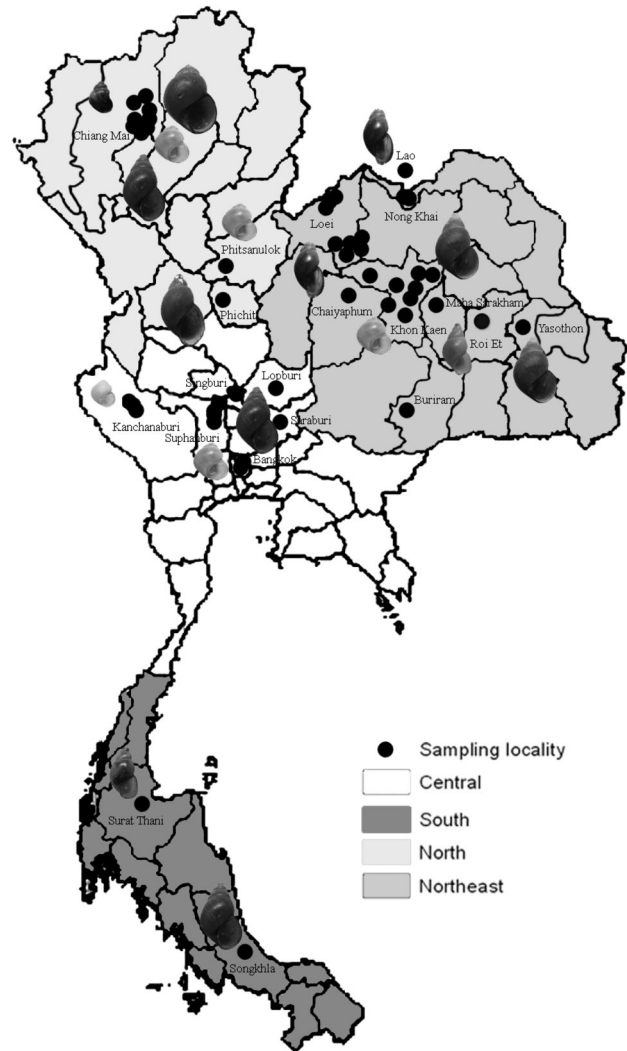 Chiang Mai
Lao
Loei
Nong Khai
Phitsanulok
Phichit
Chaiyaphum
Maha Sarakham
Khon Kaen
Roi Et
Yasothon
Singburi
Lopburi
Buriram
Kanchanaburi
Suphanburi
Saraburi
Bangkok
Sampling locality
Central
South
North
Northeast
Surat Thani
Songkhla